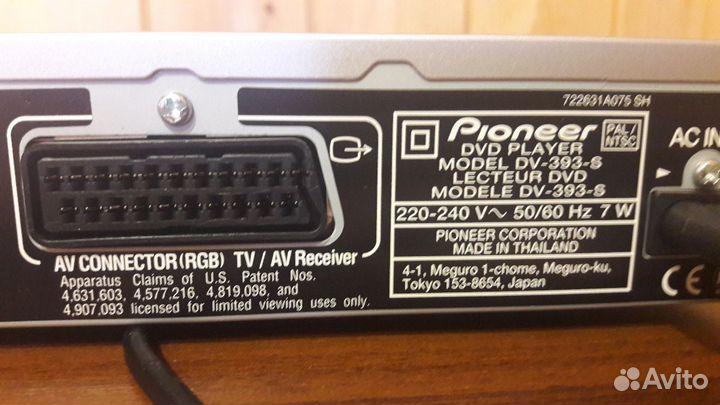 722631A075 SH
Pioneer
PAL/
NTSC
DVD PLAYER
MODEL DV-393-S
LECTEUR DVD
MODELE DV-393-S
220-240 V~ 50/60 Hz 7 W
PIONEER CORPORATION
MADE IN THAILAND
4-1, Meguro 1-chome, Meguro-ku,
Tokyo 153-8654, Japan
AC IN
CE
AV CONNECTOR(RGB) TV / AV Receiver
Apparatus Claims of U.S. Patent Nos.
4,631,603, 4,577,216, 4,819,098, and
4,907,093 licensed for limited viewing uses only.
Avito